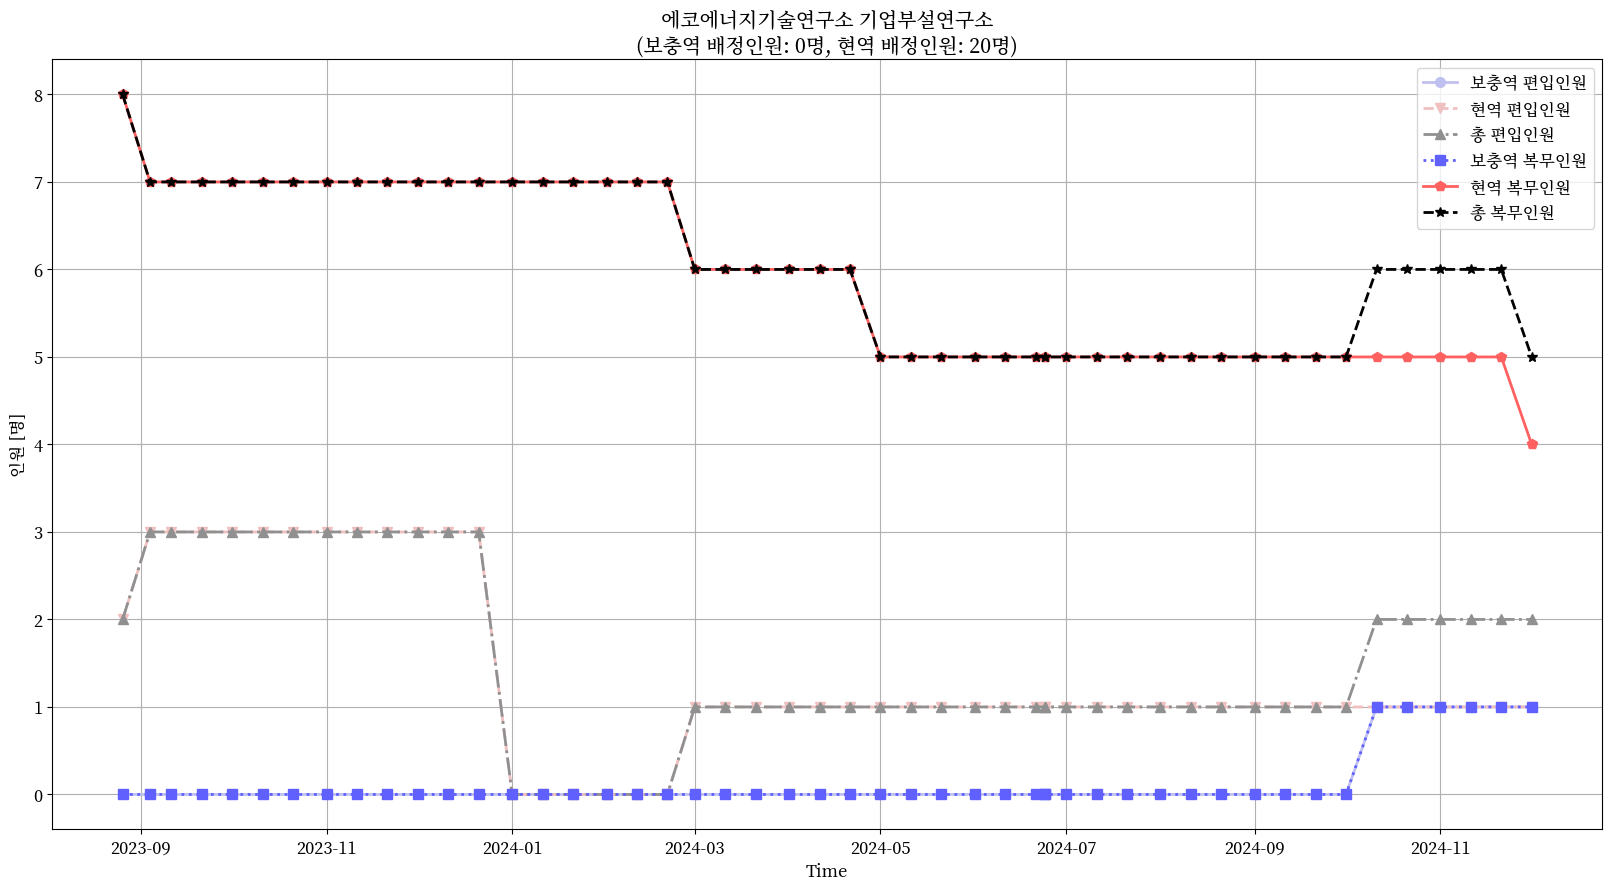 에코에너지기술연구소 기업부설연구소
(보충역 배정인원: 0명, 현역 배정인원: 20명)
보충역 편입인원
현역 편입인원
총 편입인원
보충역 복무인원
현역 복무인원
총 복무인원
인원 [명]
8
7
6
5
4
3
2
1
0
2023-09
2023-11
2024-01
2024-03
2024-05
2024-07
2024-09
2024-11
Time